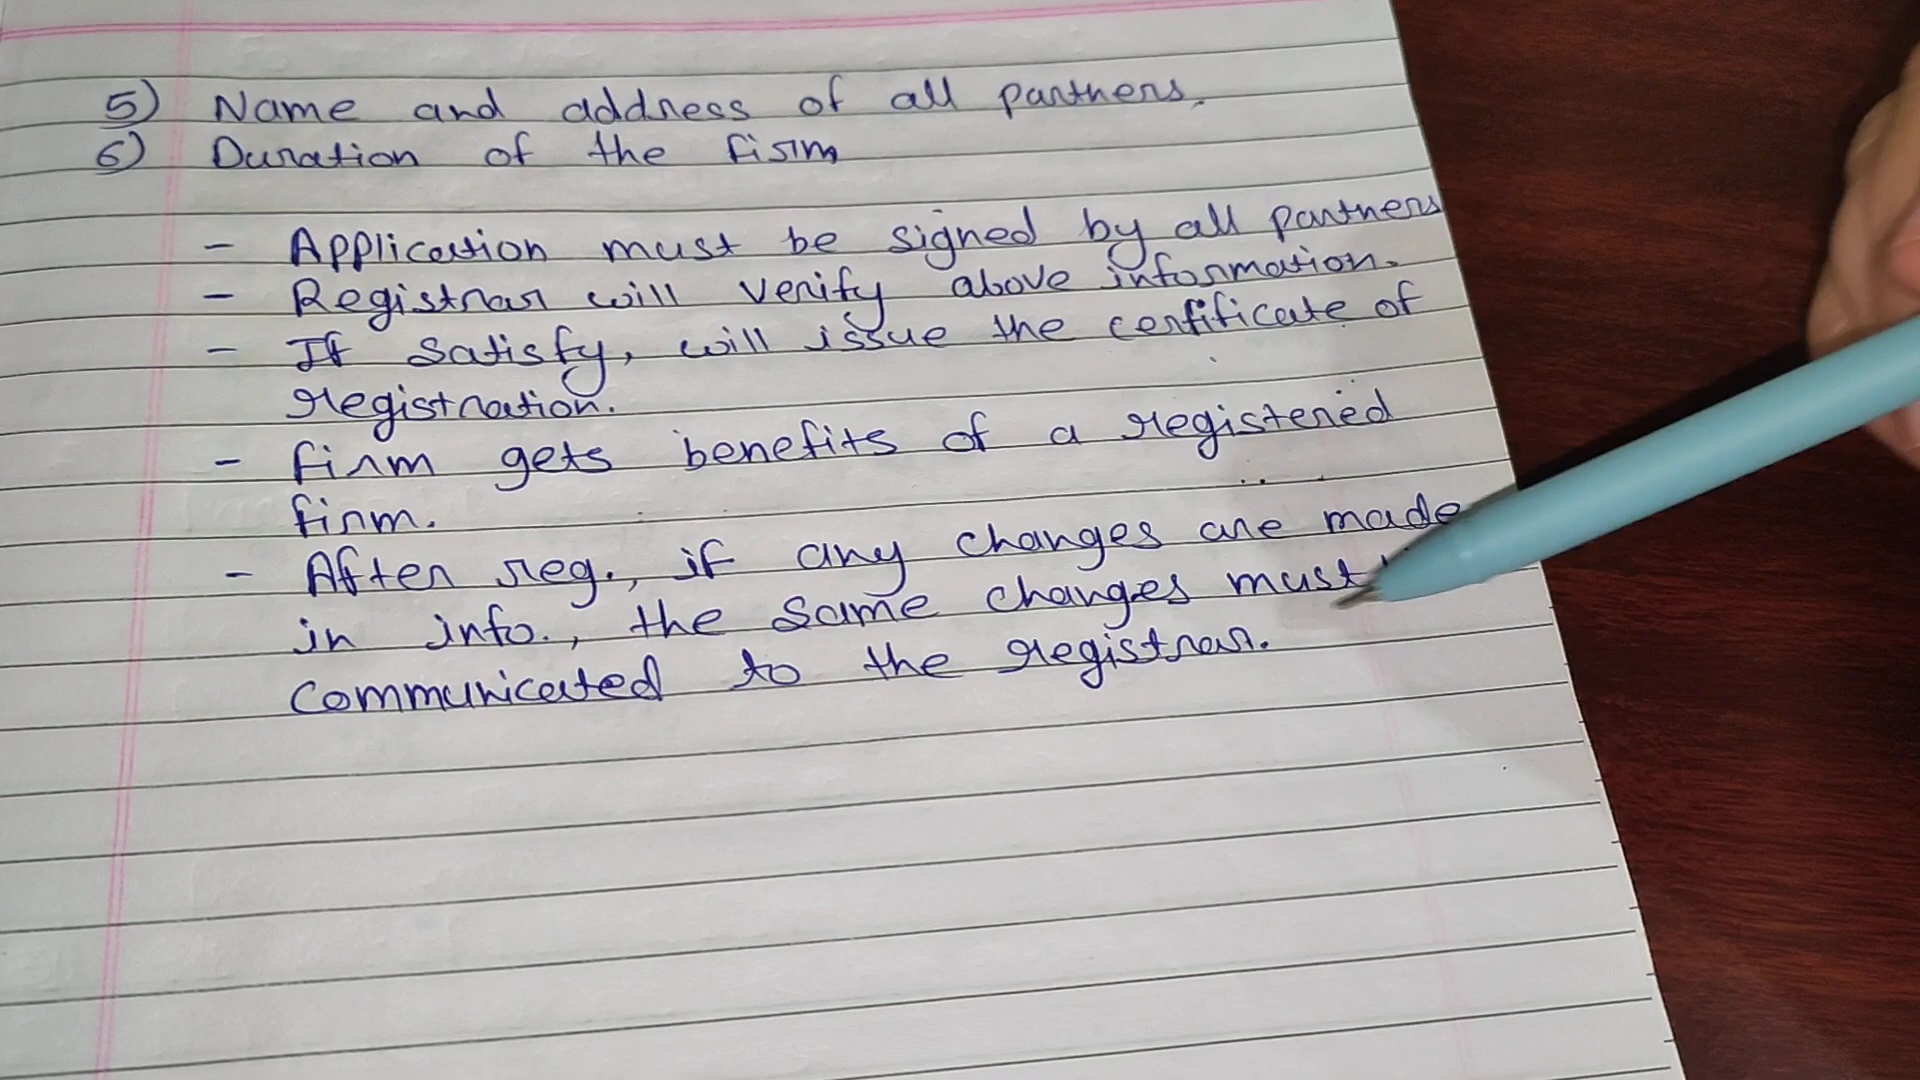 5) Name and address of all partners.
6) Duration of the firm
- Application must be signed by all partners
- Registrar will verify above information.
- If Satisfy, will issue the certificate of
registration.
- firm gets benefits of a registered
firm.
- After reg., if any changes are made
in info., the same changes must
Communicated to the registrar.